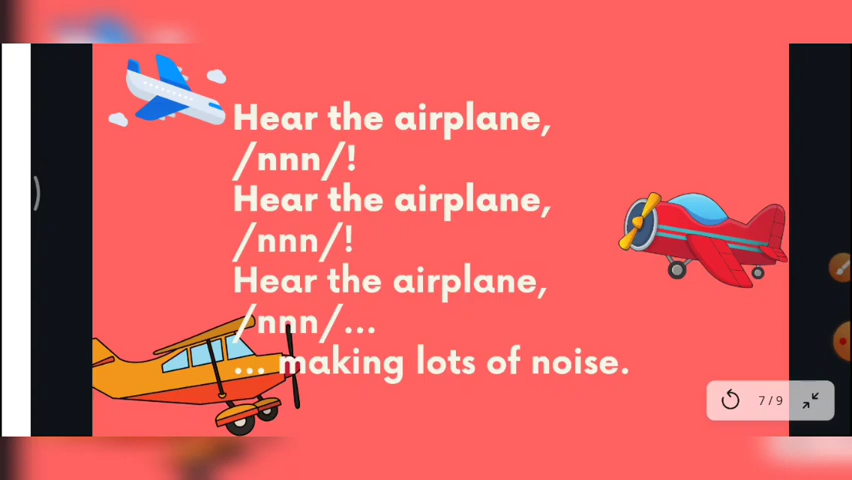 Hear the airplane,
/nnn/!
Hear the airplane,
/nnn/!
Hear the airplane,
/nnn/...
... making lots of noise.
7/9